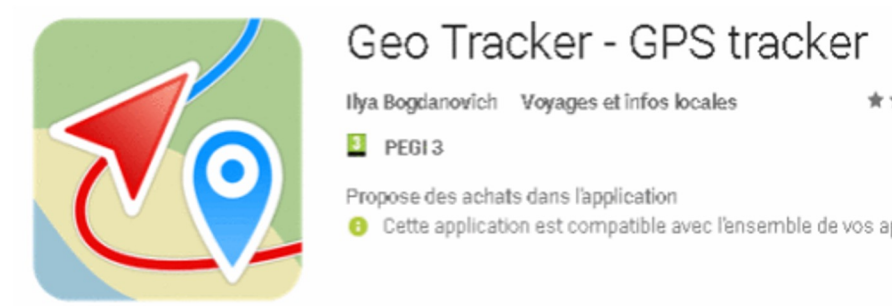 Geo Tracker - GPS tracker
Ilya Bogdanovich Voyages et infos locales
3 PEGI 3
Propose des achats dans l'application
Cette application est compatible avec l'ensemble de vos